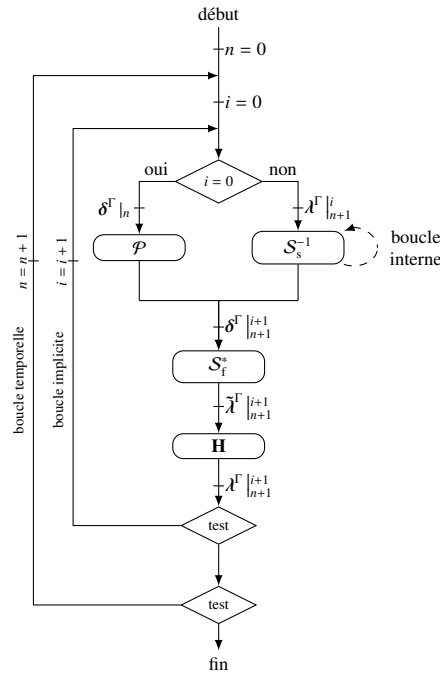 début
n = 0
i = 0
oui
i = 0
non
δ^Γ|_n
λ^Γ|^i_{n+1}
𝒫
𝒮_s^{-1}
boucle
interne
δ^Γ|^{i+1}_{n+1}
𝒮_f^*
λ̃^Γ|^{i+1}_{n+1}
H
λ^Γ|^{i+1}_{n+1}
test
test
fin
boucle temporelle
n = n + 1
boucle implicite
i = i + 1